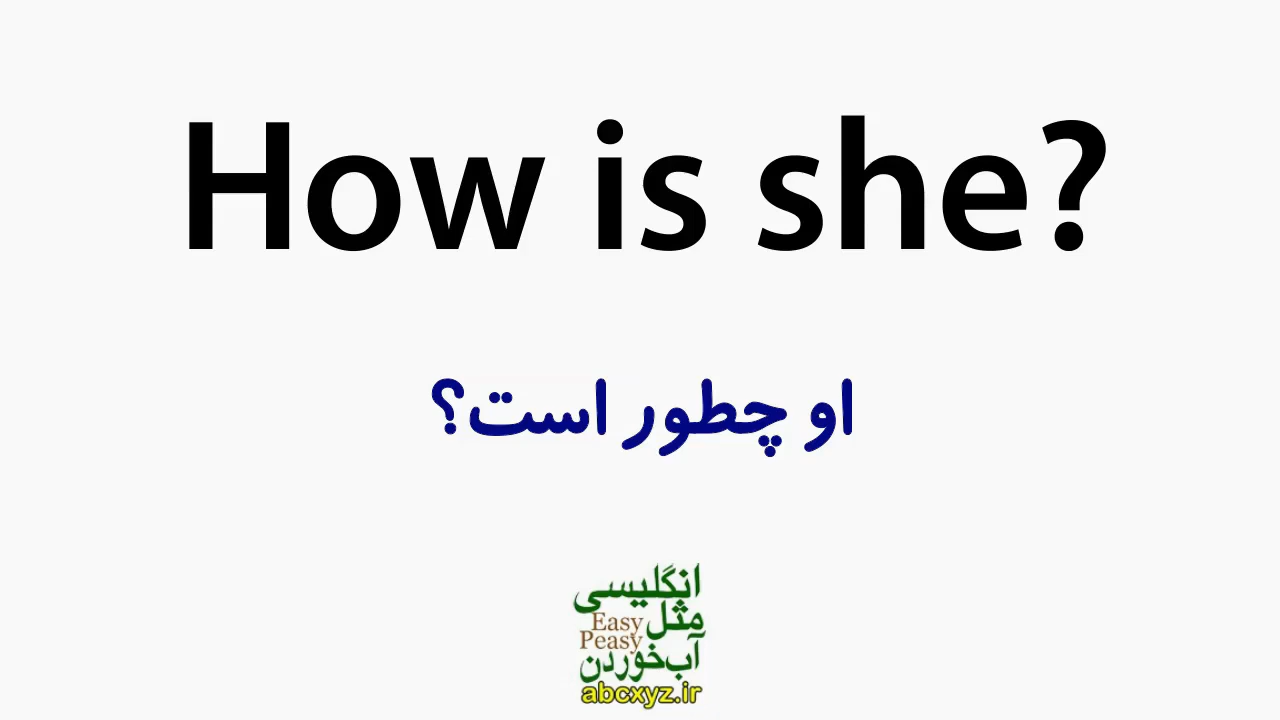 How is she?
او چطور است؟
انگلیسی
مثل
Easy
Peasy
آب‌خوردن
abcxyz.ir